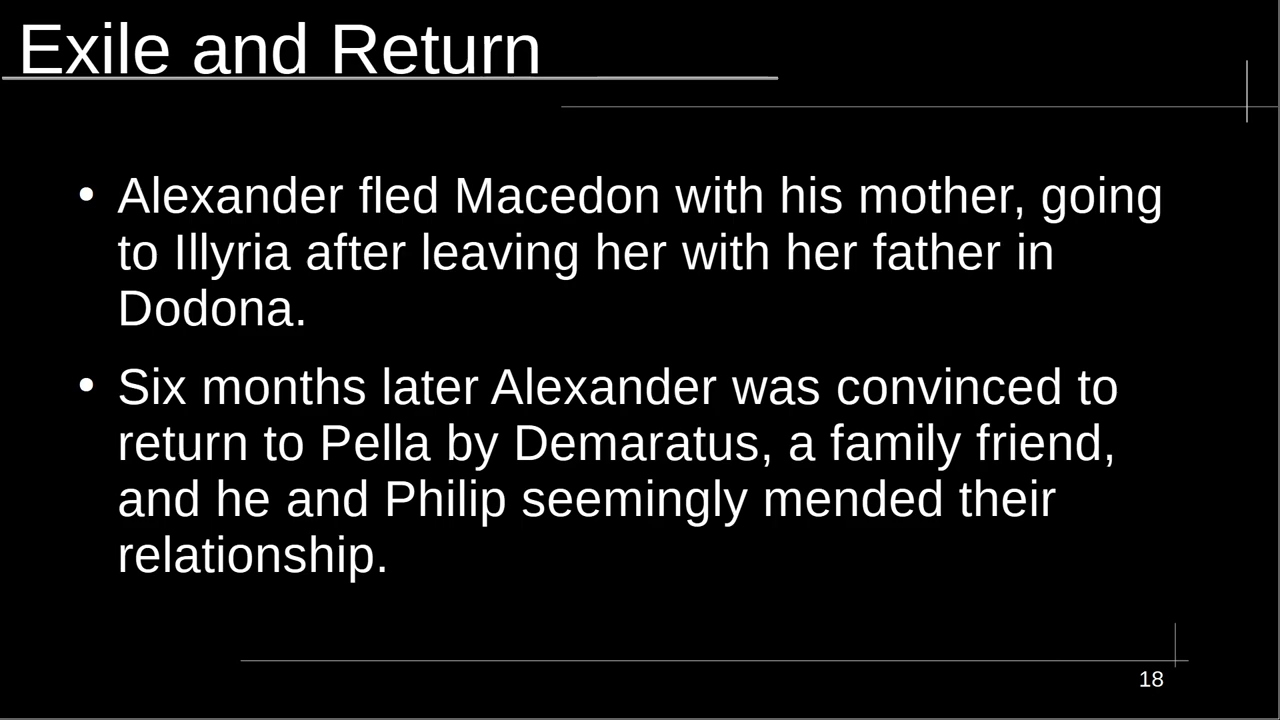 Exile and Return
• Alexander fled Macedon with his mother, going
to Illyria after leaving her with her father in
Dodona.
• Six months later Alexander was convinced to
return to Pella by Demaratus, a family friend,
and he and Philip seemingly mended their
relationship.
18